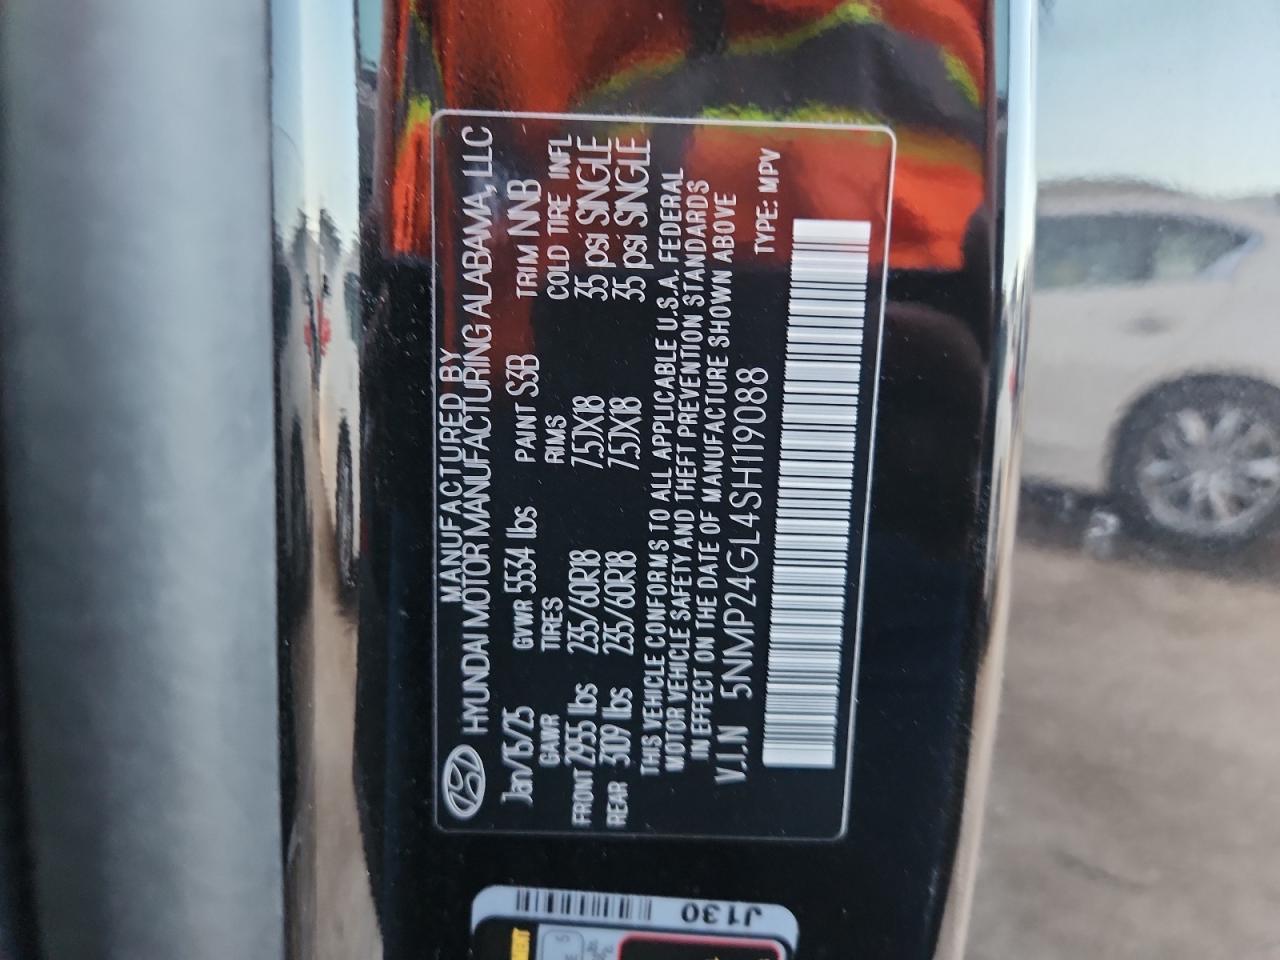 MANUFACTURED BY
HYUNDAI MOTOR MANUFACTURING ALABAMA, LLC
Jan/15/25 GVWR 5534 lbs PAINT S3B TRIM NNB
GAWR TIRES RIMS COLD TIRE INFL
FRONT 2955 lbs 235/60R18 7.5JX18 35 psi SINGLE
REAR 3109 lbs 235/60R18 7.5JX18 35 psi SINGLE
THIS VEHICLE CONFORMS TO ALL APPLICABLE U.S.A. FEDERAL
MOTOR VEHICLE SAFETY AND THEFT PREVENTION STANDARDS
IN EFFECT ON THE DATE OF MANUFACTURE SHOWN ABOVE
V.I.N 5NMP24GL4SH119088 TYPE: MPV
J130